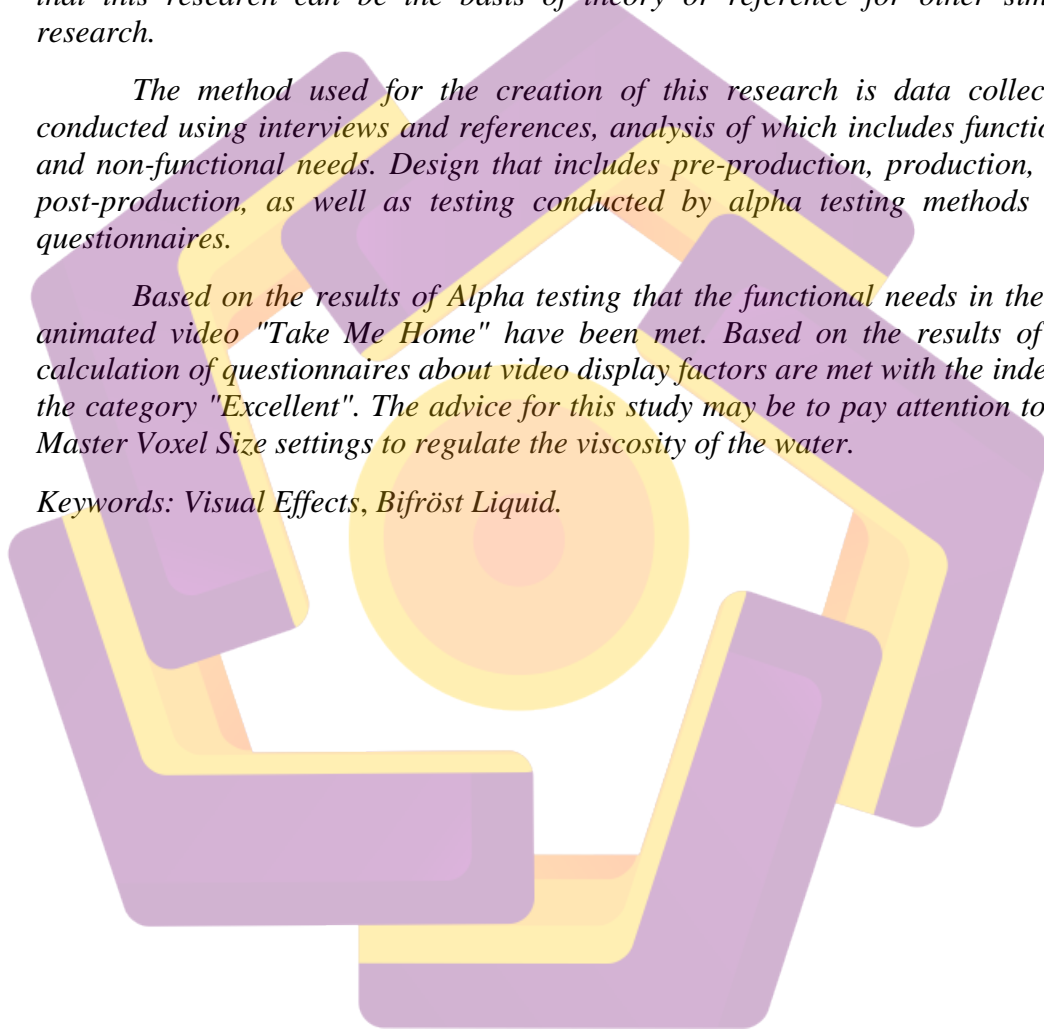 that this research can be the basis of theory or reference for other
research.
The method used for the creation of this research is data
conducted using interviews and references, analysis of which includes
and non-functional needs. Design that includes pre-production, production,
post-production, as well as testing conducted by alpha testing methods
questionnaires.
Based on the results of Alpha testing that the functional needs in the
animated video "Take Me Home" have been met. Based on the results of
calculation of questionnaires about video display factors are met with the
the category "Excellent". The advice for this study may be to pay attention to
Master Voxel Size settings to regulate the viscosity of the water.
Keywords: Visual Effects, Bifröst Liquid.